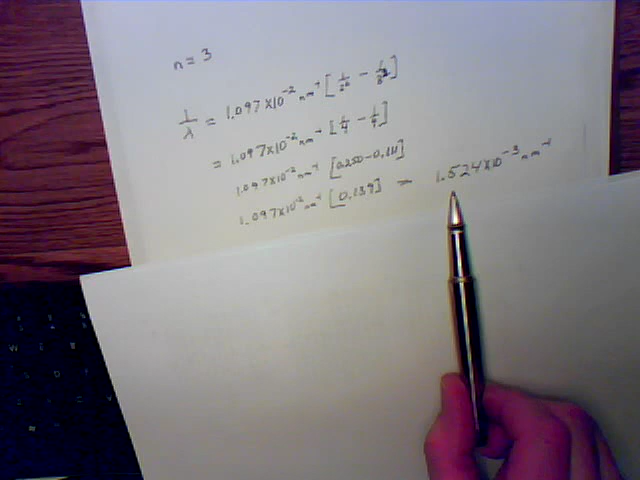 n = 3
1/λ = 1.097 x 10⁻² nm⁻¹ [1/2² - 1/3²]
= 1.097 x 10⁻² nm⁻¹ [1/4 - 1/9]
1.097 x 10⁻² nm⁻¹ [0.250 - 0.111]
1.097 x 10⁻² nm⁻¹ [0.139] = 1.524 x 10⁻³ nm⁻¹